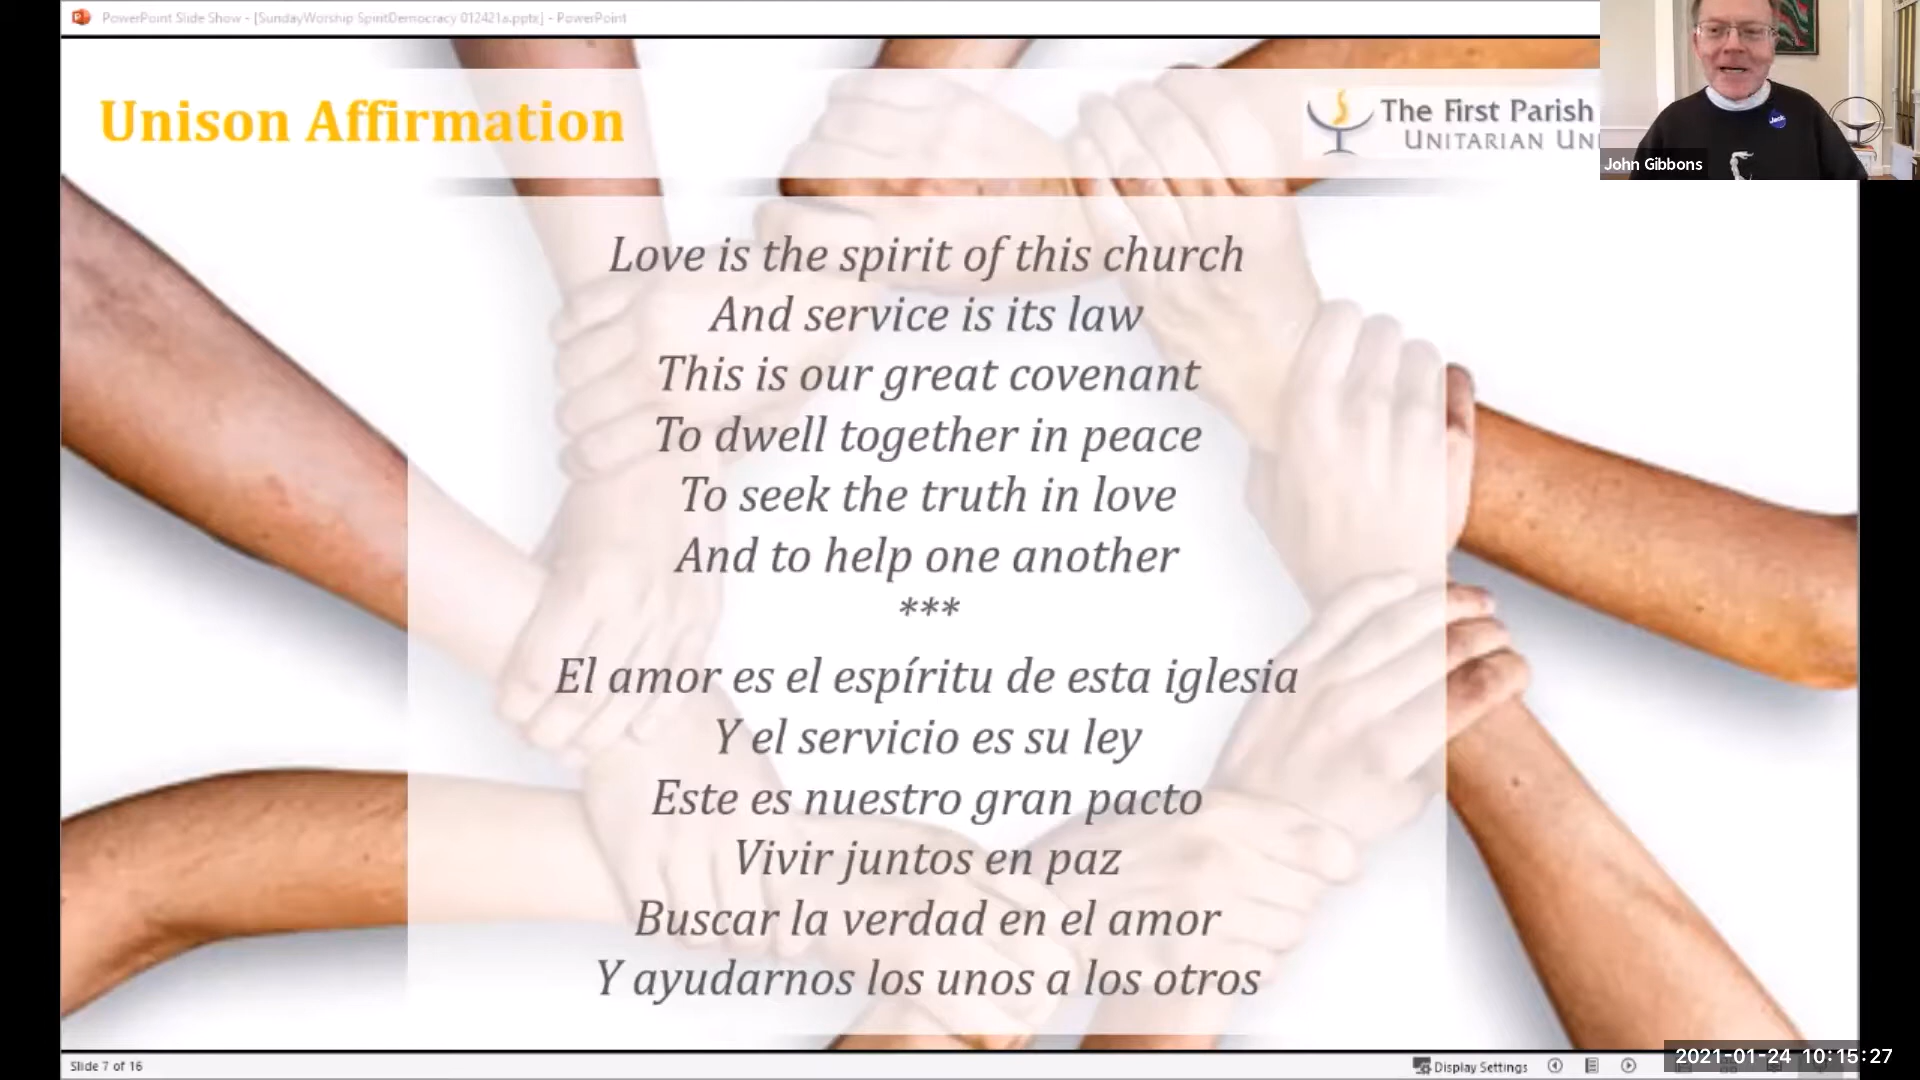 PowerPoint Slide Show - [SundayWorship SpiritDemocracy 012421a.pptx] - PowerPoint
Unison Affirmation
The First Parish
UNITARIAN UN
Jack
John Gibbons
Love is the spirit of this church
And service is its law
This is our great covenant
To dwell together in peace
To seek the truth in love
And to help one another
***
El amor es el espíritu de esta iglesia
Y el servicio es su ley
Este es nuestro gran pacto
Vivir juntos en paz
Buscar la verdad en el amor
Y ayudarnos los unos a los otros
Slide 7 of 16
Display Settings
2021-01-24 10:15:27